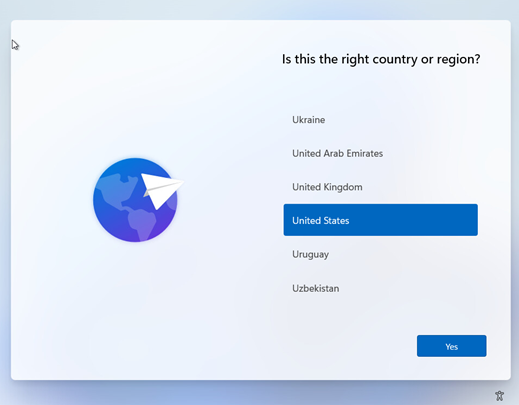 Is this the right country or region?
Ukraine
United Arab Emirates
United Kingdom
United States
Uruguay
Uzbekistan
Yes